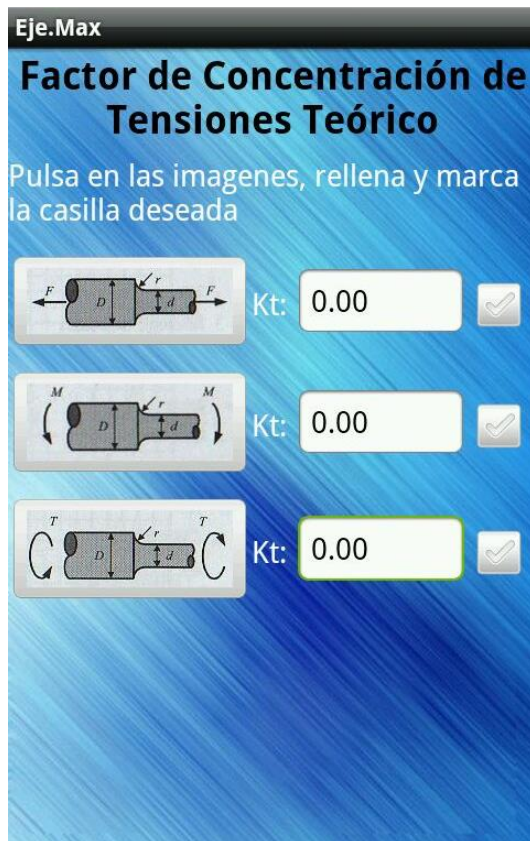 Eje.Max
Factor de Concentración de
Tensiones Teórico
Pulsa en las imagenes, rellena y marca
la casilla deseada
F D r d F Kt: 0.00
M D r d M Kt: 0.00
T D r d T Kt: 0.00